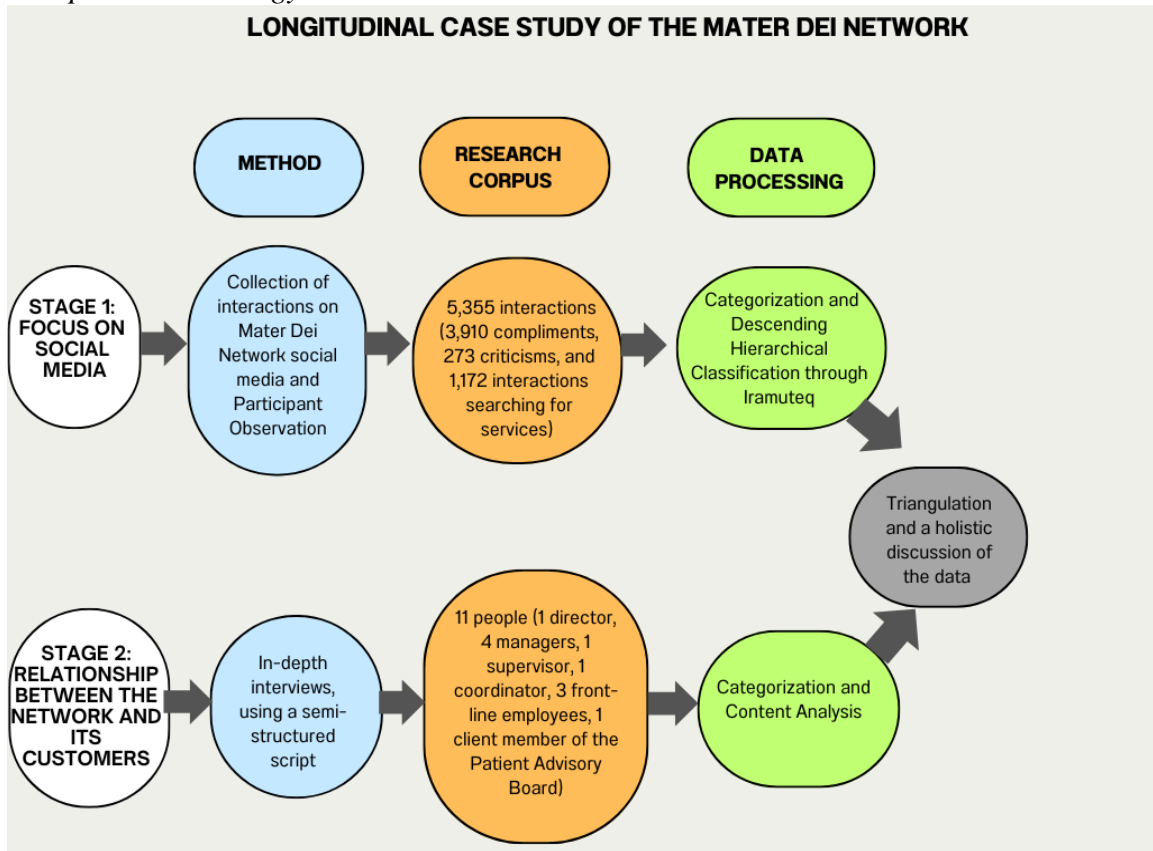 LONGITUDINAL CASE STUDY OF THE MATER DEI NETWORK
METHOD
RESEARCH
CORPUS
DATA
PROCESSING
STAGE 1:
FOCUS ON
SOCIAL
MEDIA
Collection of
interactions on
Mater Dei
Network social
media and
Participant
Observation
5,355 interactions
(3,910 compliments,
273 criticisms, and
1,172 interactions
searching for
services)
Categorization and
Descending
Hierarchical
Classification through
Iramuteq
Triangulation
and a holistic
discussion of
the data
STAGE 2:
RELATIONSHIP
BETWEEN THE
NETWORK AND
ITS
CUSTOMERS
In-depth
interviews,
using a semi-
structured
script
11 people (1 director,
4 managers, 1
supervisor, 1
coordinator, 3 front-
line employees, 1
client member of the
Patient Advisory
Board)
Categorization and
Content Analysis